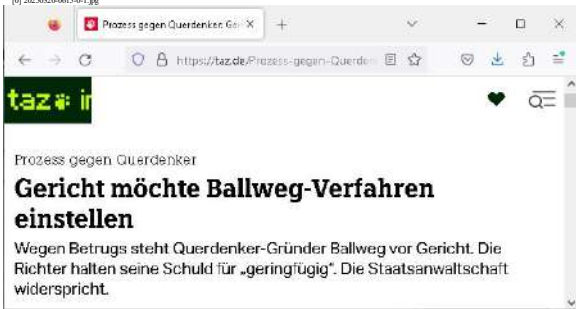 Prozess gegen Querdenker: Ge
https://taz.de/Prozess-gegen-Querden
taz
Prozess gegen Querdenker
Gericht möchte Ballweg-Verfahren
einstellen
Wegen Betrugs steht Querdenker-Gründer Ballweg vor Gericht. Die
Richter halten seine Schuld für „geringfügig“. Die Staatsanwaltschaft
widerspricht.